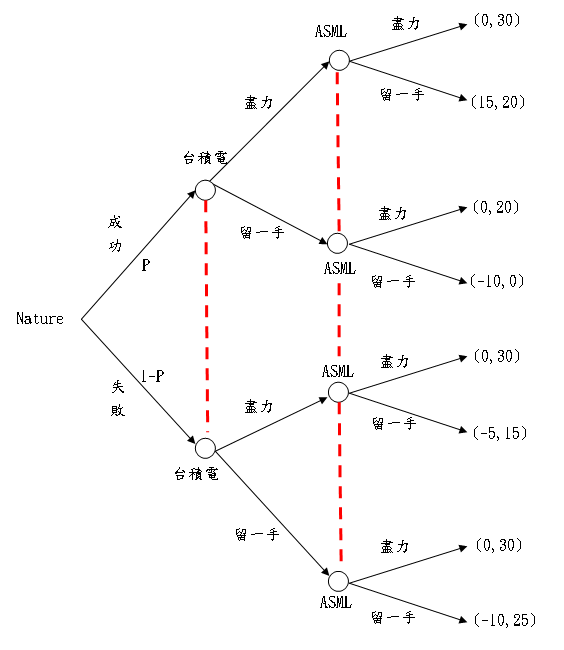 ASML
盡力
(0,30)
盡力
留一手
(15,20)
台積電
成功
P
留一手
盡力
(0,20)
ASML
留一手
(-10,0)
Nature
1-P
失敗
盡力
ASML
盡力
(0,30)
留一手
(-5,15)
台積電
留一手
盡力
(0,30)
ASML
留一手
(-10,25)